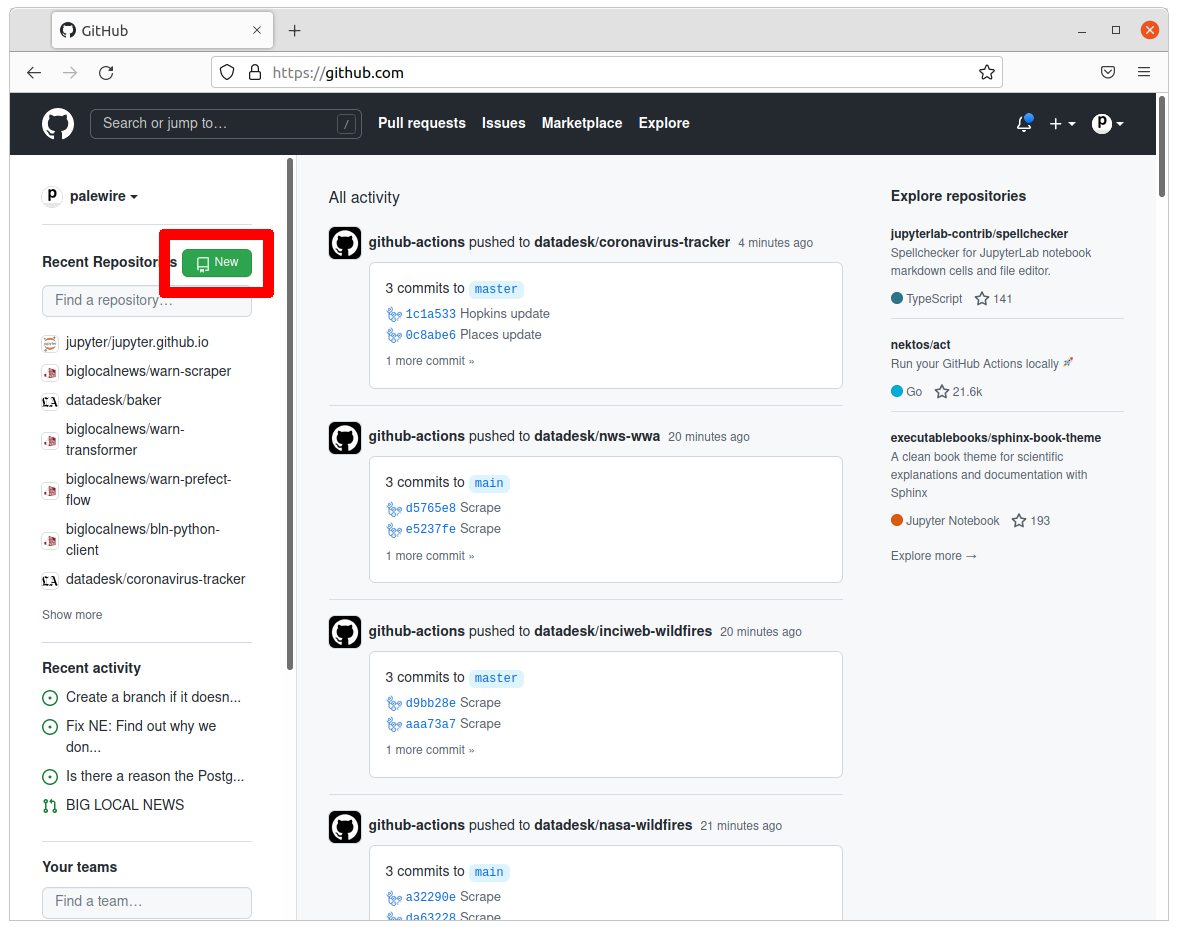 GitHub
https://github.com
Search or jump to… /
Pull requests Issues Marketplace Explore
palewire
Recent Repositories New
Find a repository…
jupyter/jupyter.github.io
biglocalnews/warn-scraper
datadesk/baker
biglocalnews/warn-
transformer
biglocalnews/warn-prefect-
flow
biglocalnews/bln-python-
client
datadesk/coronavirus-tracker
Show more
Recent activity
Create a branch if it doesn...
Fix NE: Find out why we
don...
Is there a reason the Postg...
BIG LOCAL NEWS
Your teams
Find a team…
All activity
github-actions pushed to datadesk/coronavirus-tracker 4 minutes ago
3 commits to master
1c1a533 Hopkins update
0c8abe6 Places update
1 more commit »
github-actions pushed to datadesk/nws-wwa 20 minutes ago
3 commits to main
d5765e8 Scrape
e5237fe Scrape
1 more commit »
github-actions pushed to datadesk/inciweb-wildfires 20 minutes ago
3 commits to master
d9bb28e Scrape
aaa73a7 Scrape
1 more commit »
github-actions pushed to datadesk/nasa-wildfires 21 minutes ago
3 commits to main
a32290e Scrape
da63228 Scrape
Explore repositories
jupyterlab-contrib/spellchecker
Spellchecker for JupyterLab notebook
markdown cells and file editor.
TypeScript 141
nektos/act
Run your GitHub Actions locally 🚀
Go 21.6k
executablebooks/sphinx-book-theme
A clean book theme for scientific
explanations and documentation with
Sphinx
Jupyter Notebook 193
Explore more →